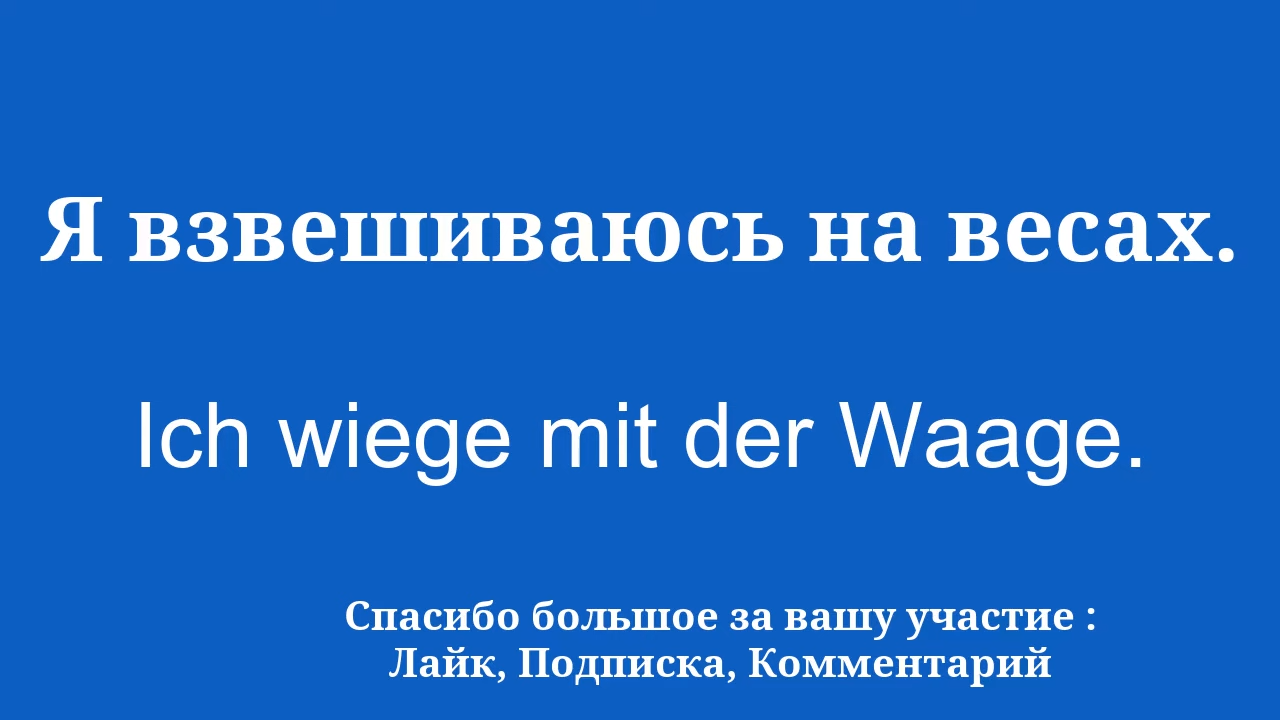 Я взвешиваюсь на весах.
Ich wiege mit der Waage.
Спасибо большое за вашу участие :
Лайк, Подписка, Комментарий